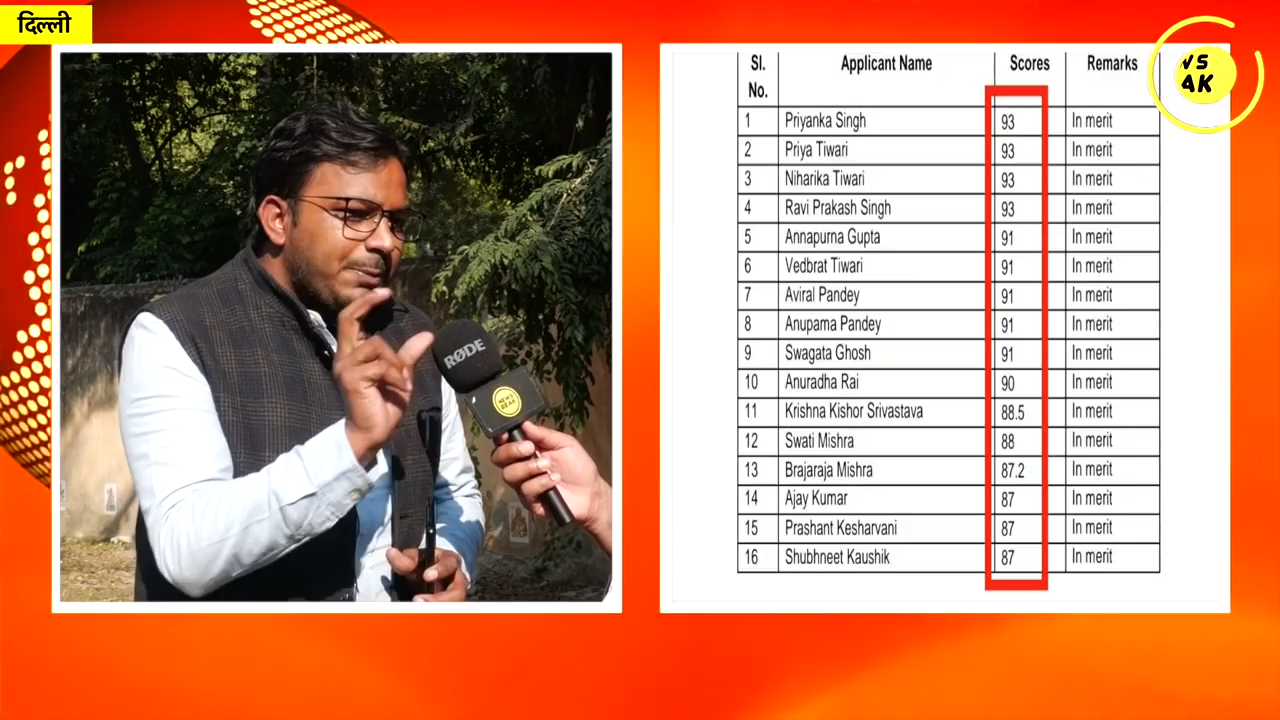 दिल्ली
RØDE
NEWS
BEAK
Sl. No. Applicant Name Scores Remarks
1 Priyanka Singh 93 In merit
2 Priya Tiwari 93 In merit
3 Niharika Tiwari 93 In merit
4 Ravi Prakash Singh 93 In merit
5 Annapurna Gupta 91 In merit
6 Vedbrat Tiwari 91 In merit
7 Aviral Pandey 91 In merit
8 Anupama Pandey 91 In merit
9 Swagata Ghosh 91 In merit
10 Anuradha Rai 90 In merit
11 Krishna Kishor Srivastava 88.5 In merit
12 Swati Mishra 88 In merit
13 Brajaraja Mishra 87.2 In merit
14 Ajay Kumar 87 In merit
15 Prashant Kesharvani 87 In merit
16 Shubhneet Kaushik 87 In merit